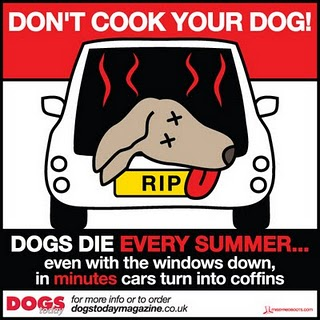 DON'T COOK YOUR DOG!
RIP
DOGS DIE EVERY SUMMER...
even with the windows down,
in minutes cars turn into coffins
DOGS today
for more info or to order
dogstodaymagazine.co.uk